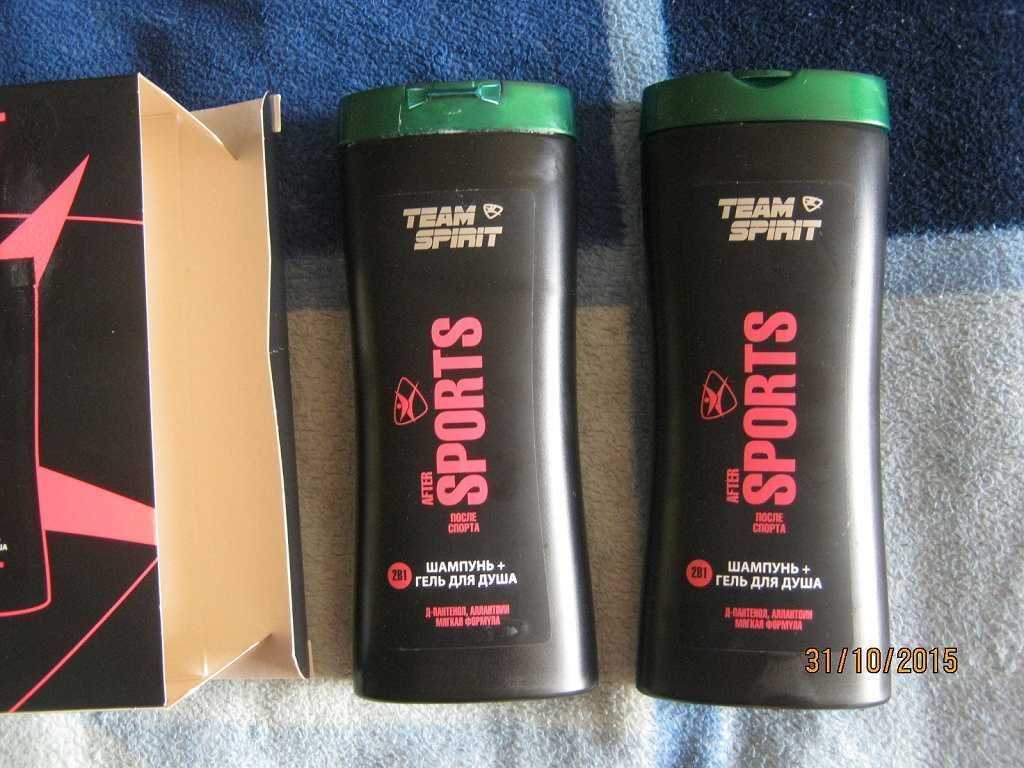 TEAM
SPIRIT
AFTER
SPORTS
ПОСЛЕ
СПОРТА
2В1
ШАМПУНЬ +
ГЕЛЬ ДЛЯ ДУША
Д-ПАНТЕНОЛ, АЛЛАНТОИН
МЯГКАЯ ФОРМУЛА
TEAM
SPIRIT
AFTER
SPORTS
ПОСЛЕ
СПОРТА
2В1
ШАМПУНЬ +
ГЕЛЬ ДЛЯ ДУША
Д-ПАНТЕНОЛ, АЛЛАНТОИН
МЯГКАЯ ФОРМУЛА
31/10/2015